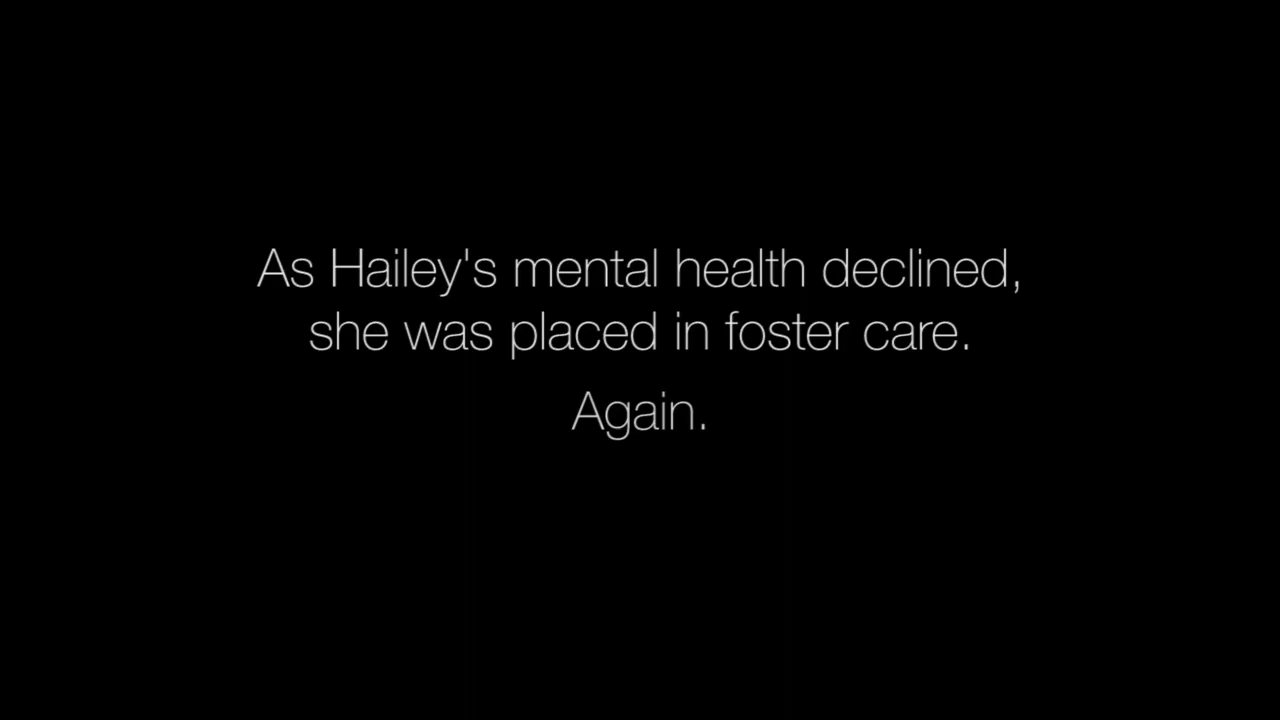 As Hailey's mental health declined,
she was placed in foster care.
Again.